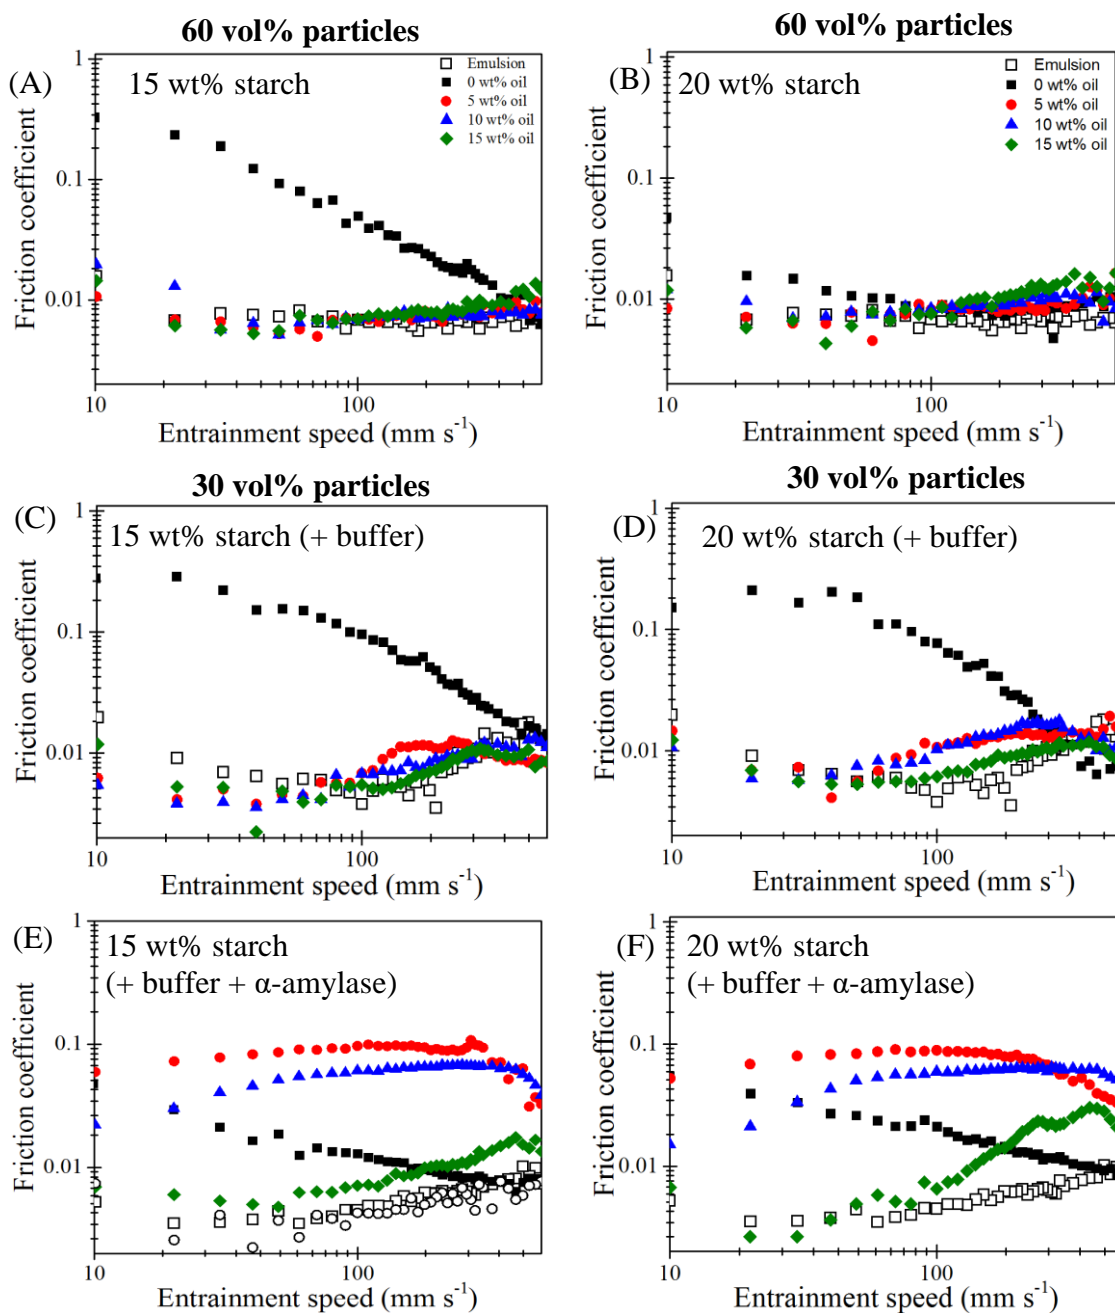 60 vol% particles
60 vol% particles
(A)
15 wt% starch
Emulsion
0 wt% oil
5 wt% oil
10 wt% oil
15 wt% oil
1
0.1
0.01
Friction coefficient
10
100
Entrainment speed (mm s⁻¹)
(B)
20 wt% starch
Emulsion
0 wt% oil
5 wt% oil
10 wt% oil
15 wt% oil
1
0.1
0.01
Friction coefficient
10
100
Entrainment speed (mm s⁻¹)
30 vol% particles
30 vol% particles
(C)
15 wt% starch (+ buffer)
1
0.1
0.01
Friction coefficient
10
100
Entrainment speed (mm s⁻¹)
(D)
20 wt% starch (+ buffer)
1
0.1
0.01
Friction coefficient
10
100
Entrainment speed (mm s⁻¹)
(E)
15 wt% starch
(+ buffer + α-amylase)
1
0.1
0.01
Friction coefficient
10
100
Entrainment speed (mm s⁻¹)
(F)
20 wt% starch
(+ buffer + α-amylase)
1
0.1
0.01
Friction coefficient
10
100
Entrainment speed (mm s⁻¹)